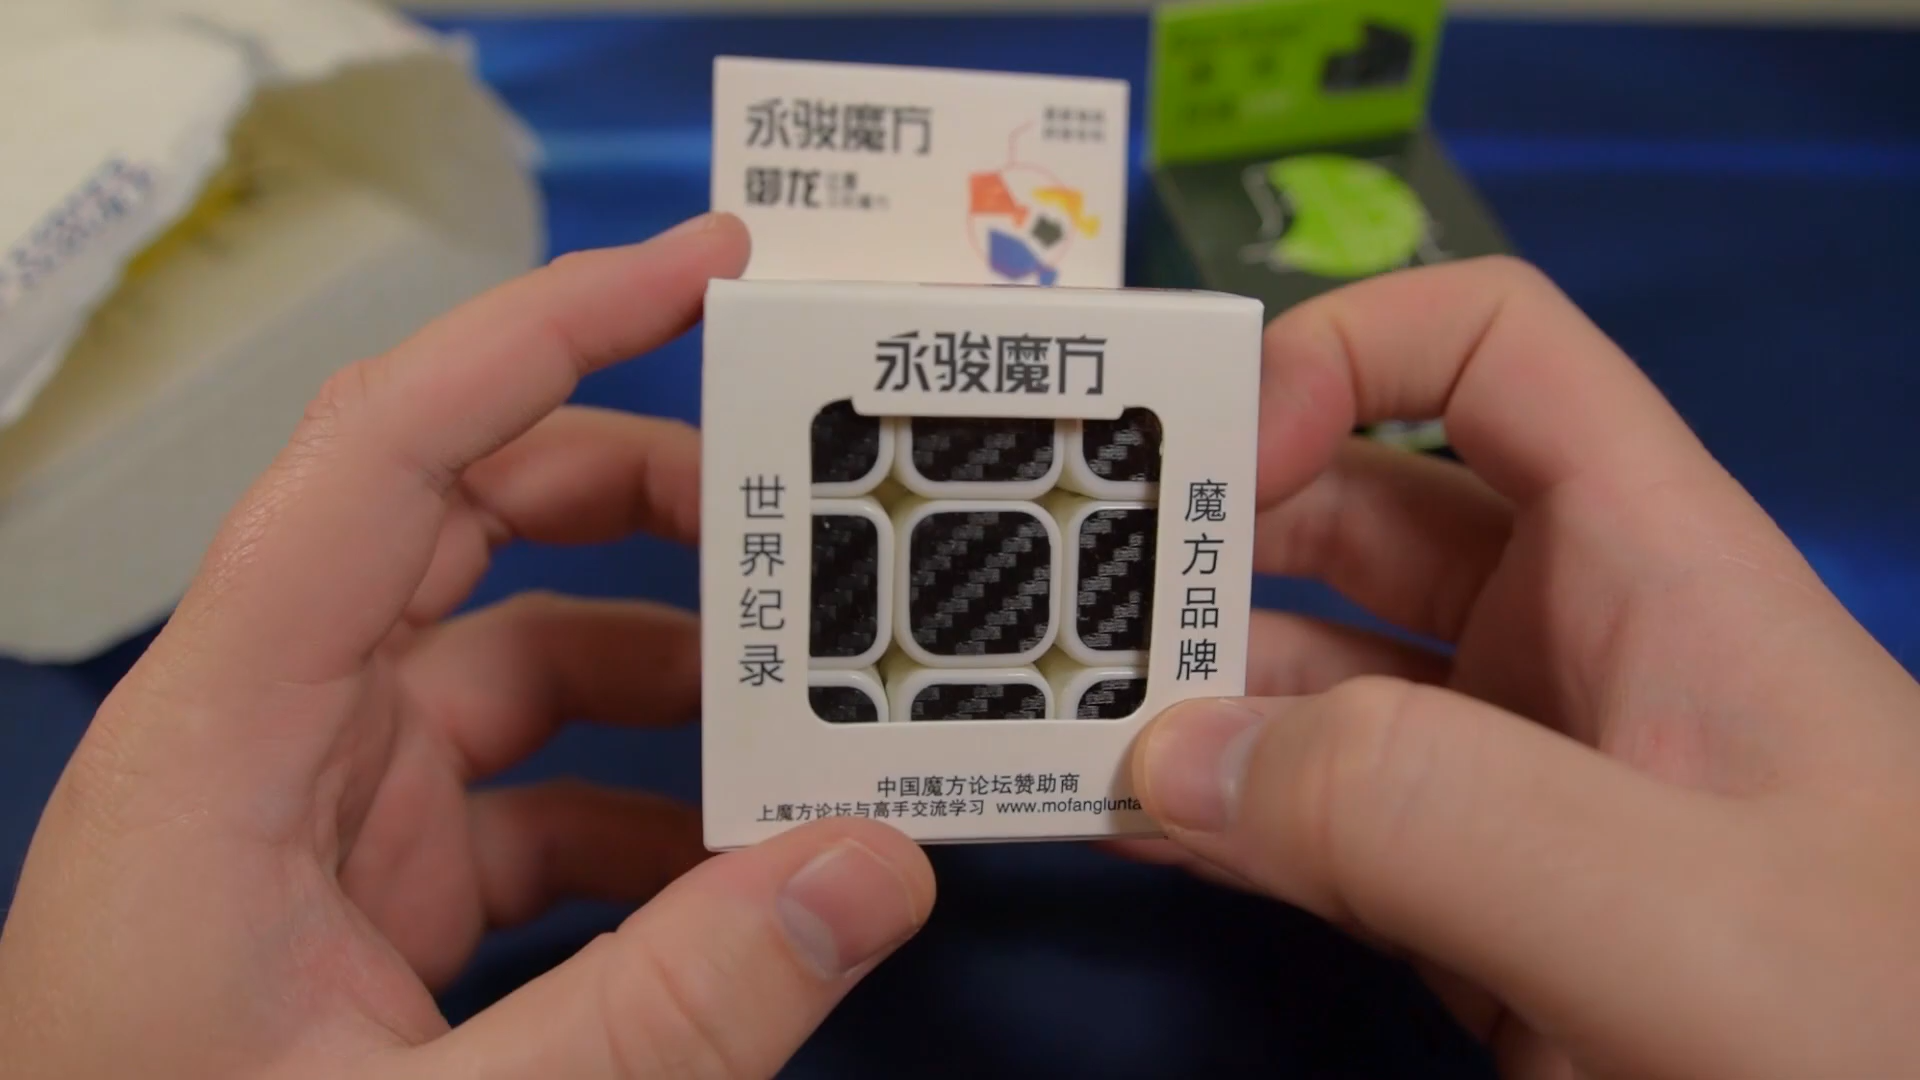 永骏魔方
御龙
永骏魔方
世界纪录
魔方品牌
中国魔方论坛赞助商
上魔方论坛与高手交流学习 www.mofanglunta